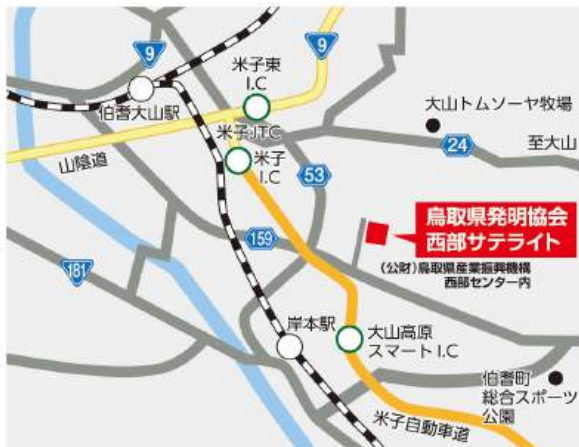 9
9
米子東
I.C
伯耆大山駅
大山トムソーヤ牧場
米子JTC
山陰道
米子
I.C
24
至大山
53
鳥取県発明協会
西部サテライト
159
(公財)鳥取県産業振興機構
西部センター内
181
岸本駅
大山高原
スマートI.C
伯耆町
総合スポーツ
公園
米子自動車道